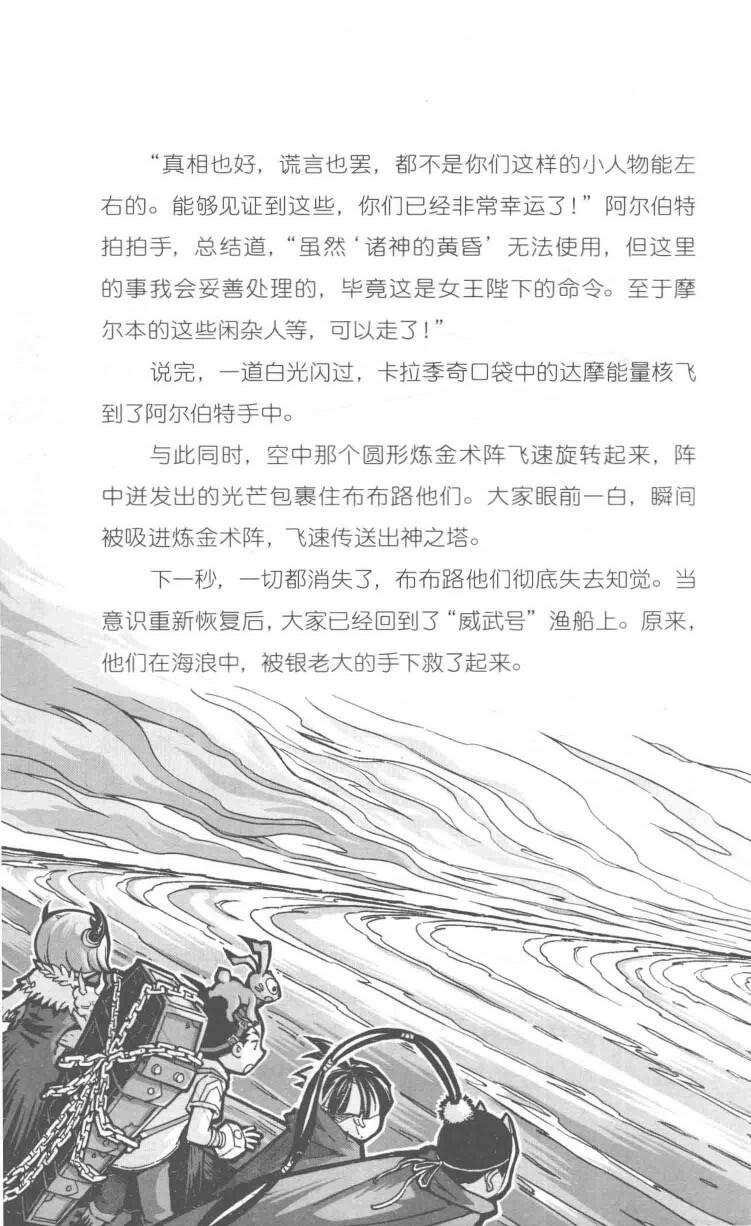 “真相也好，谎言也罢，都不是你们这样的小人物能左
右的。能够见证到这些，你们已经非常幸运了！”阿尔伯特
拍拍手，总结道，“虽然‘诸神的黄昏’无法使用，但这里
的事我会妥善处理的，毕竟这是女王陛下的命令。至于摩
尔本的这些闲杂人等，可以走了！”
说完，一道白光闪过，卡拉季奇口袋中的达摩能量核飞
到了阿尔伯特手中。
与此同时，空中那个圆形炼金术阵飞速旋转起来，阵
中迸发出的光芒包裹住布布路他们。大家眼前一白，瞬间
被吸进炼金术阵，飞速传送出神之塔。
下一秒，一切都消失了，布布路他们彻底失去知觉。当
意识重新恢复后，大家已经回到了“威武号”渔船上。原来，
他们在海浪中，被银老大的手下救了起来。